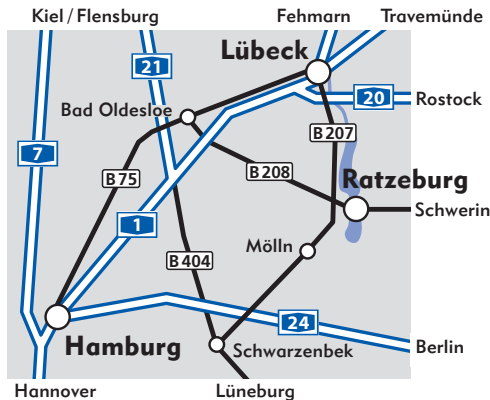 Kiel / Flensburg
Fehmarn
Travemünde
Lübeck
21
20
Rostock
Bad Oldesloe
B 207
7
B 75
B 208
Ratzeburg
1
Schwerin
Mölln
B 404
24
Hamburg
Schwarzenbek
Berlin
Hannover
Lüneburg